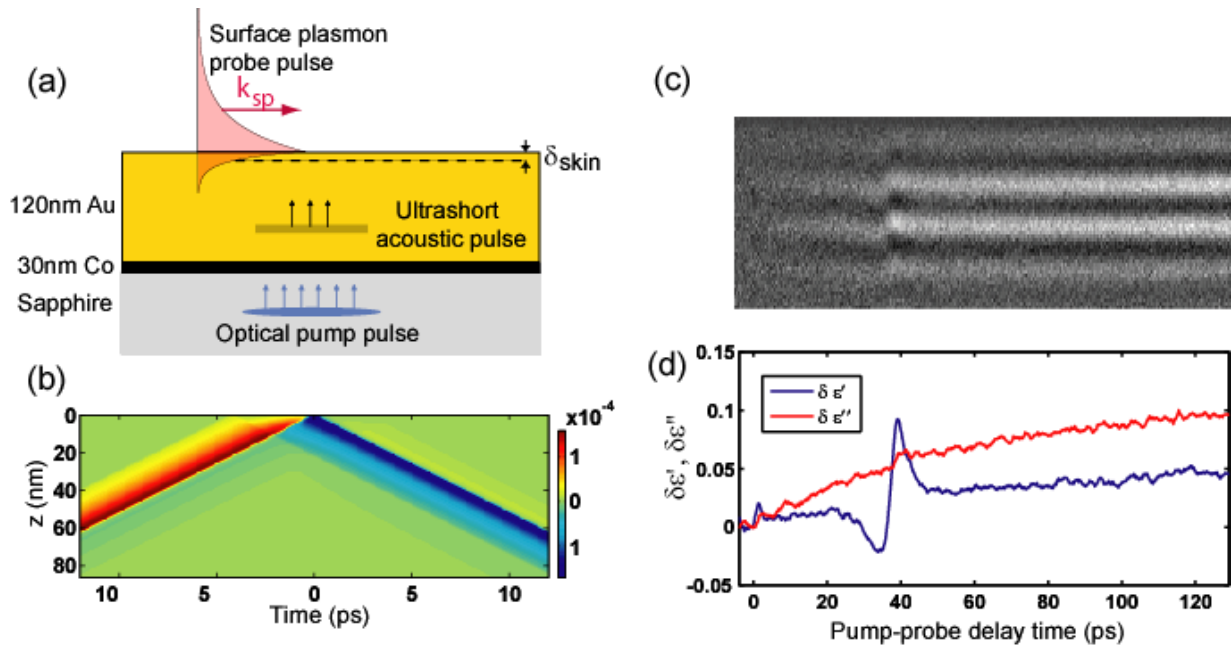 (a)
Surface plasmon
probe pulse
k_sp
δ_skin
120nm Au
Ultrashort
acoustic pulse
30nm Co
Sapphire
Optical pump pulse
(b)
x10⁻⁴
0
20
40
60
80
z (nm)
1
0
1
10 5 0 5 10
Time (ps)
(c)
(d)
0.15
0.1
0.05
0
-0.05
δε', δε''
δ ε'
δ ε''
0 20 40 60 80 100 120
Pump-probe delay time (ps)